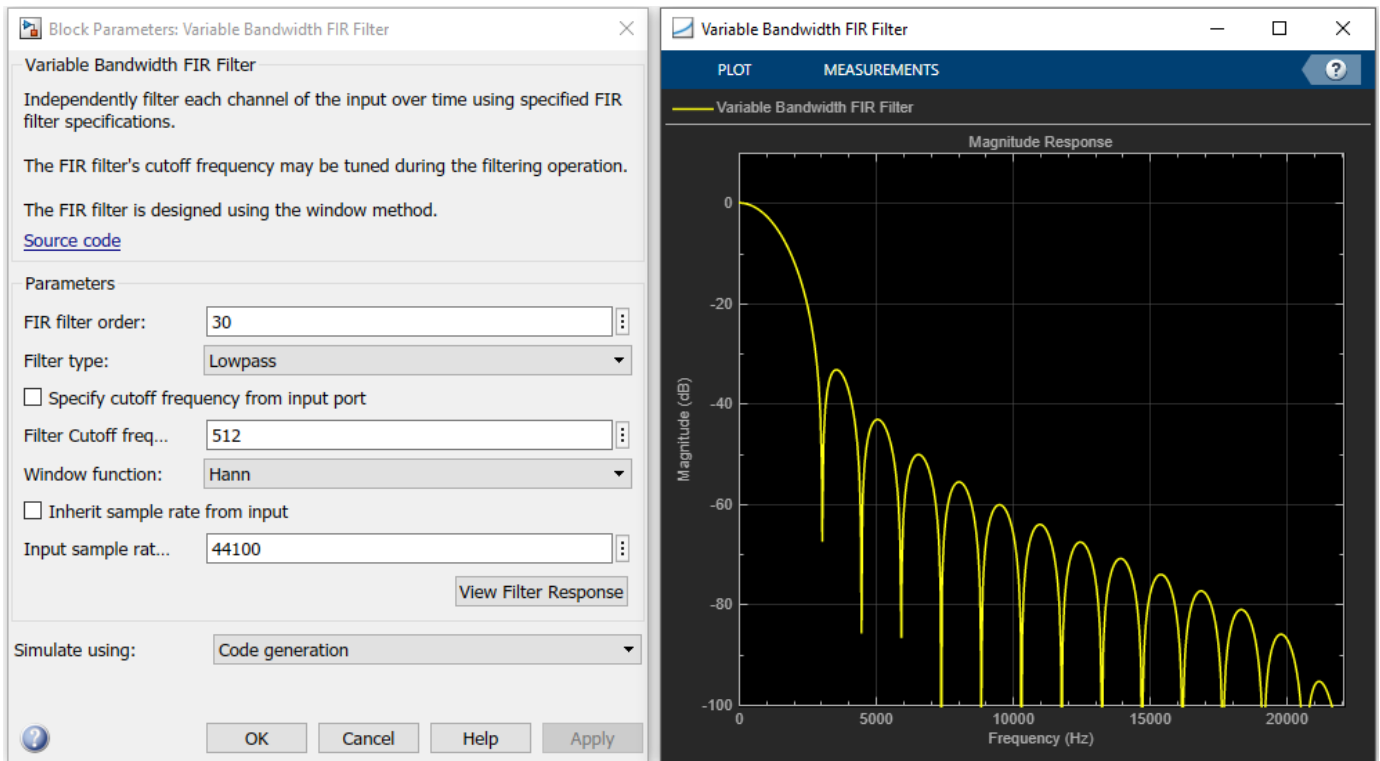 Block Parameters: Variable Bandwidth FIR Filter
Variable Bandwidth FIR Filter
Independently filter each channel of the input over time using specified FIR
filter specifications.
The FIR filter's cutoff frequency may be tuned during the filtering operation.
The FIR filter is designed using the window method.
Source code
Parameters
FIR filter order:
30
Filter type:
Lowpass
Specify cutoff frequency from input port
Filter Cutoff freq...
512
Window function:
Hann
Inherit sample rate from input
Input sample rat...
44100
View Filter Response
Simulate using:
Code generation
?
OK
Cancel
Help
Apply
Variable Bandwidth FIR Filter
PLOT
MEASUREMENTS
?
Variable Bandwidth FIR Filter
Magnitude Response
Magnitude (dB)
0
-20
-40
-60
-80
-100
0
5000
10000
15000
20000
Frequency (Hz)